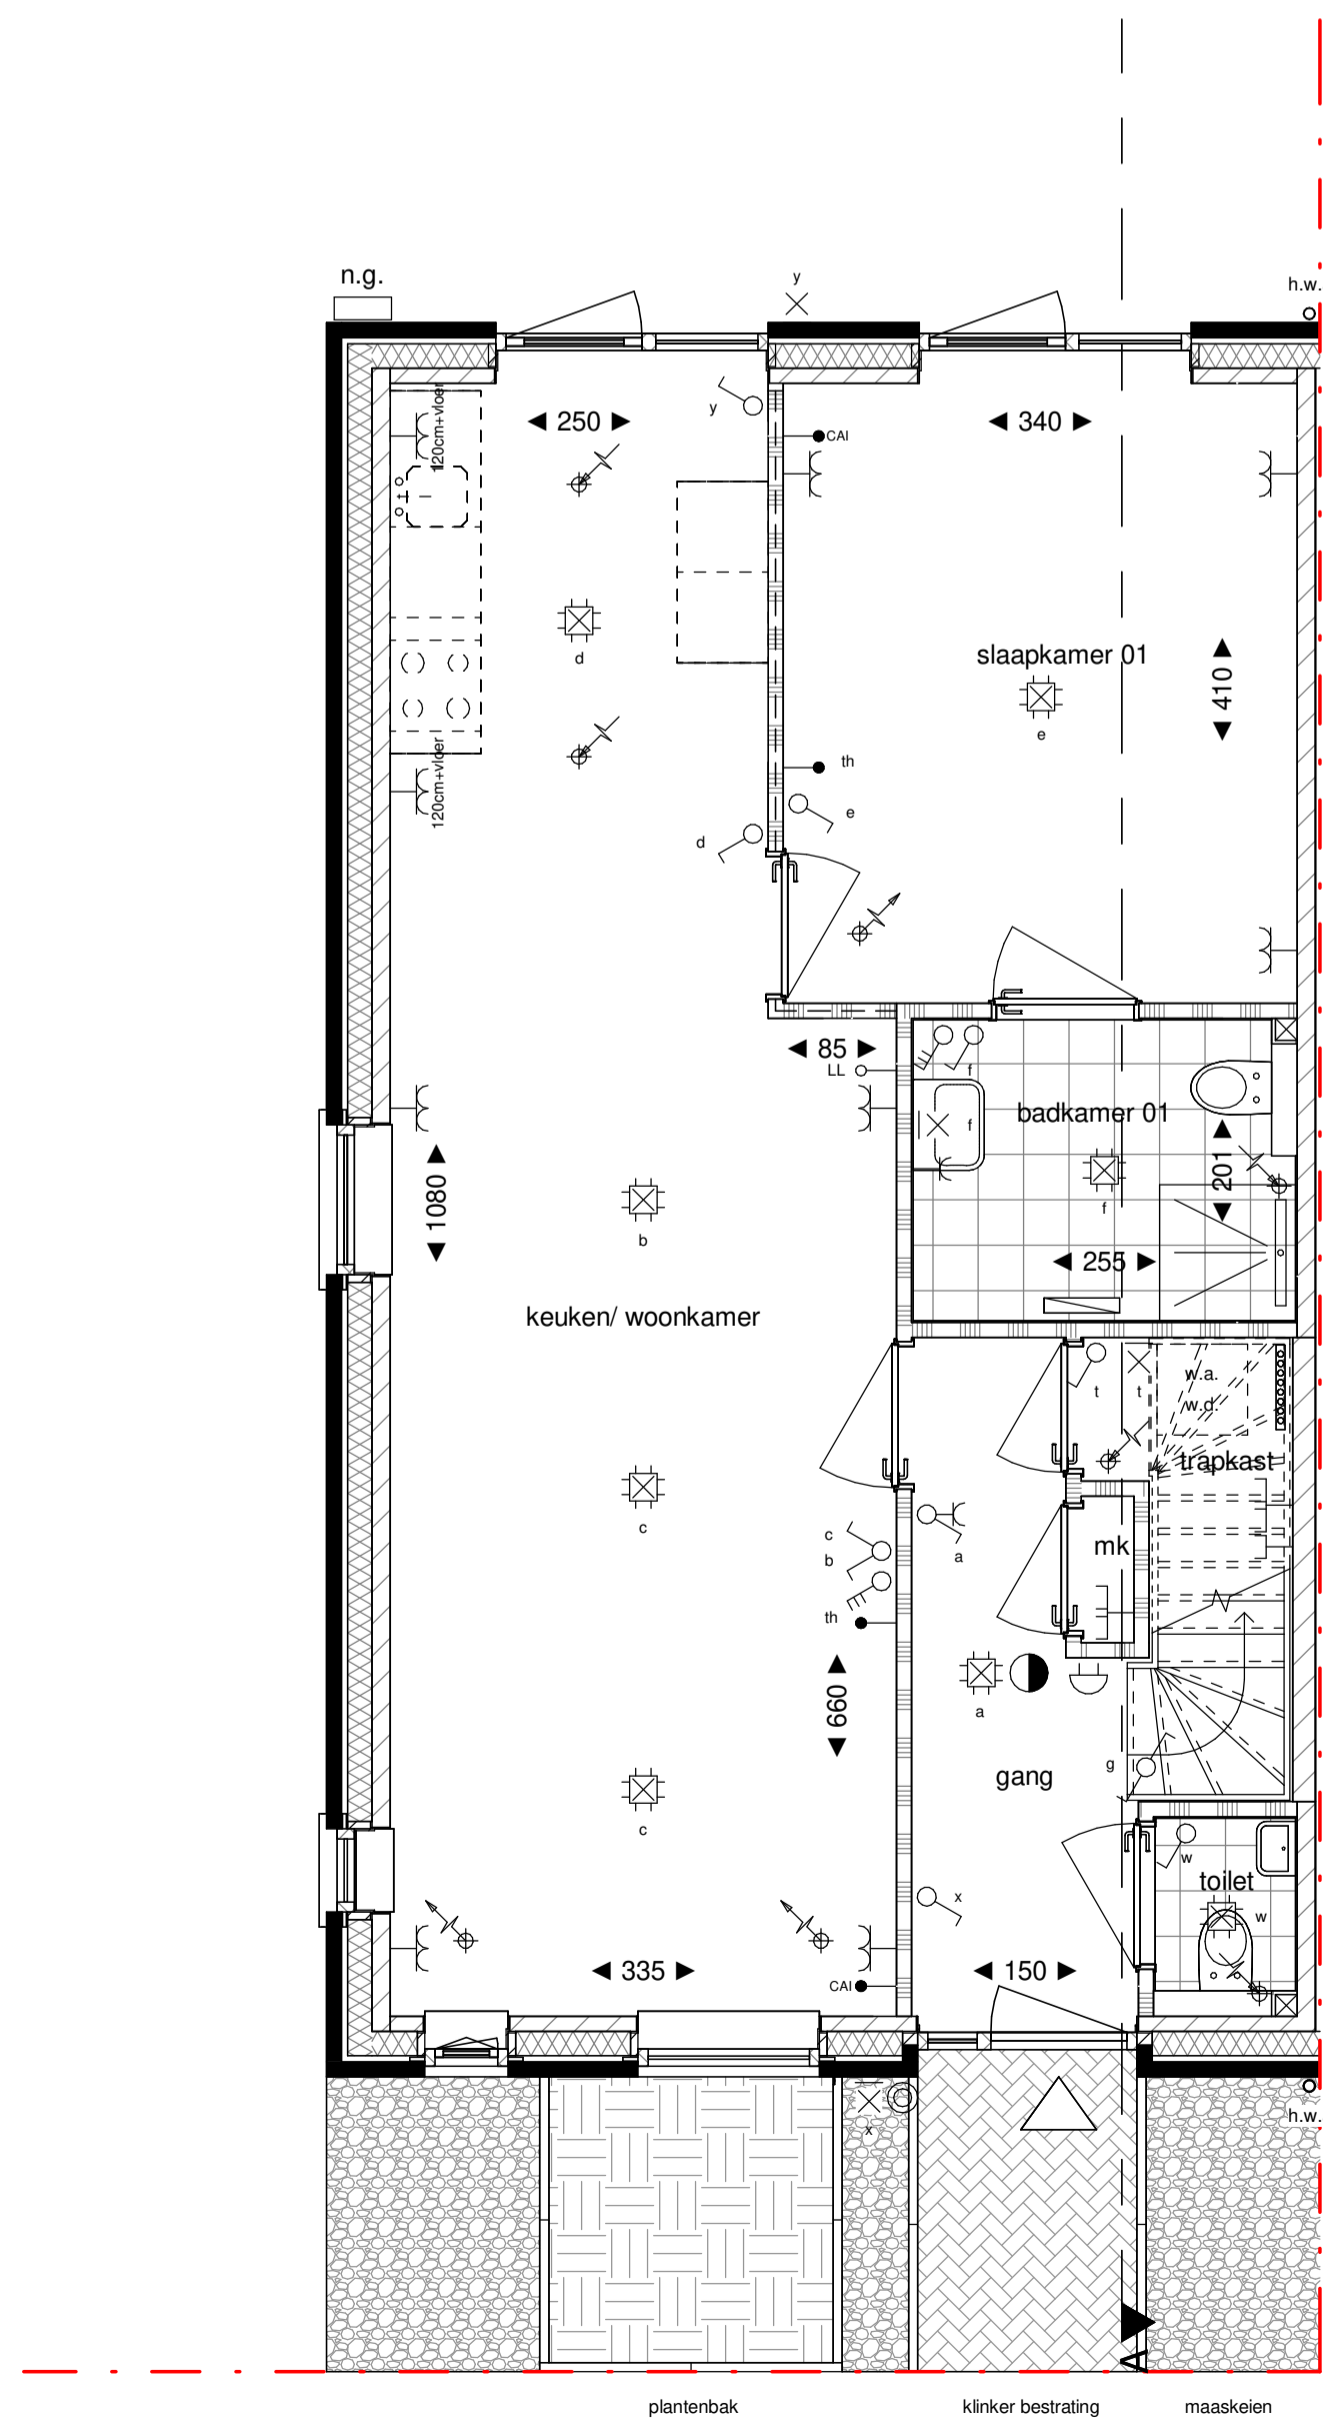 n.g.
y
h.w.
120cm+vloer
y
250
CAI
340
t
d
slaapkamer 01
410
e
120cm+vloer
th
e
d
85
LL
f
f
badkamer 01
201
f
255
1080
b
keuken/ woonkamer
t
t
w.a.
w.d.
trapkast
c
c
b
a
mk
th
660
a
g
gang
c
w
toilet
w
x
335
150
CAI
x
h.w.
A
plantenbak
klinker bestrating
maaskeien